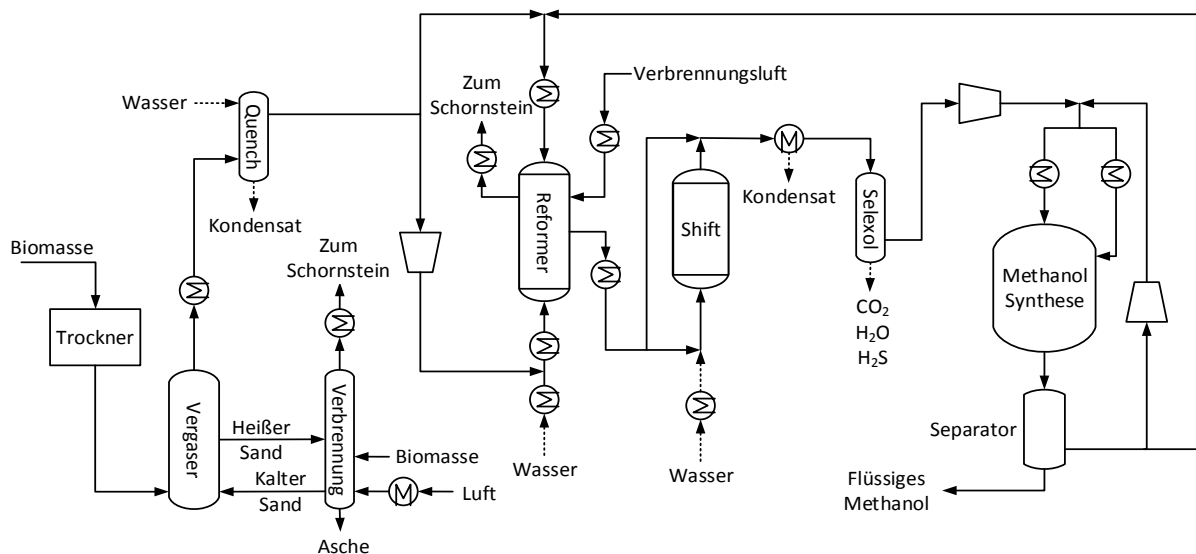 Verbrennungsluft
Zum
Schornstein
Wasser
Quench
Kondensat
Reformer
Shift
Kondensat
Selexol
CO₂
H₂O
H₂S
Biomasse
Trockner
Zum
Schornstein
Methanol
Synthese
Vergaser
Heißer
Sand
Kalter
Sand
Verbrennung
Biomasse
Luft
Asche
Wasser
Wasser
Separator
Flüssiges
Methanol